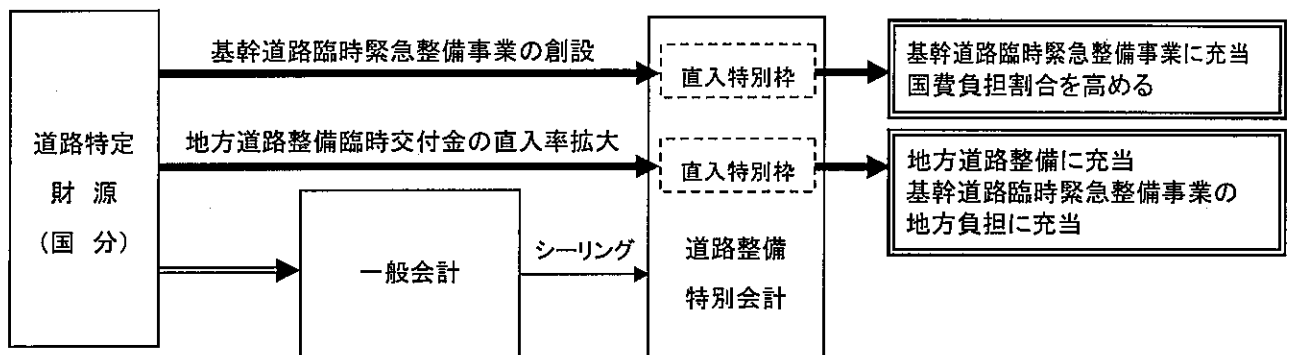 道路特定
財源
(国分)
基幹道路臨時緊急整備事業の創設
地方道路整備臨時交付金の直入率拡大
一般会計
シーリング
直入特別枠
直入特別枠
道路整備
特別会計
基幹道路臨時緊急整備事業に充当
国費負担割合を高める
地方道路整備に充当
基幹道路臨時緊急整備事業の
地方負担に充当